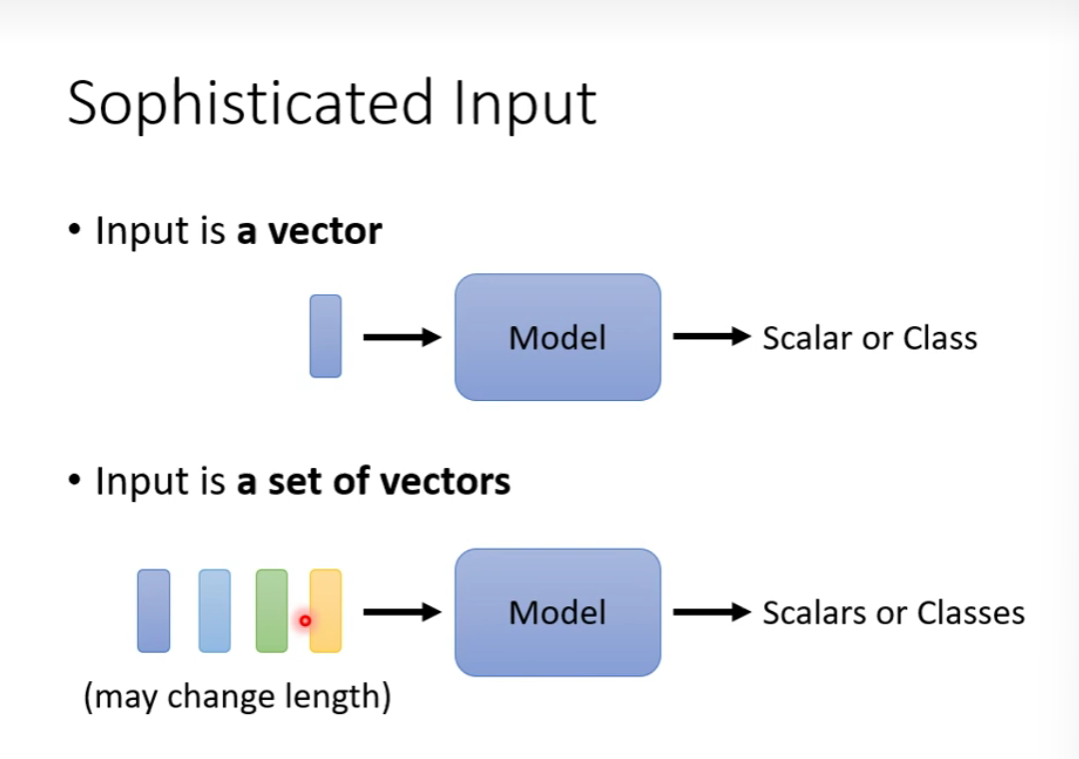 Sophisticated Input
• Input is a vector
Model
Scalar or Class
• Input is a set of vectors
Model
Scalars or Classes
(may change length)